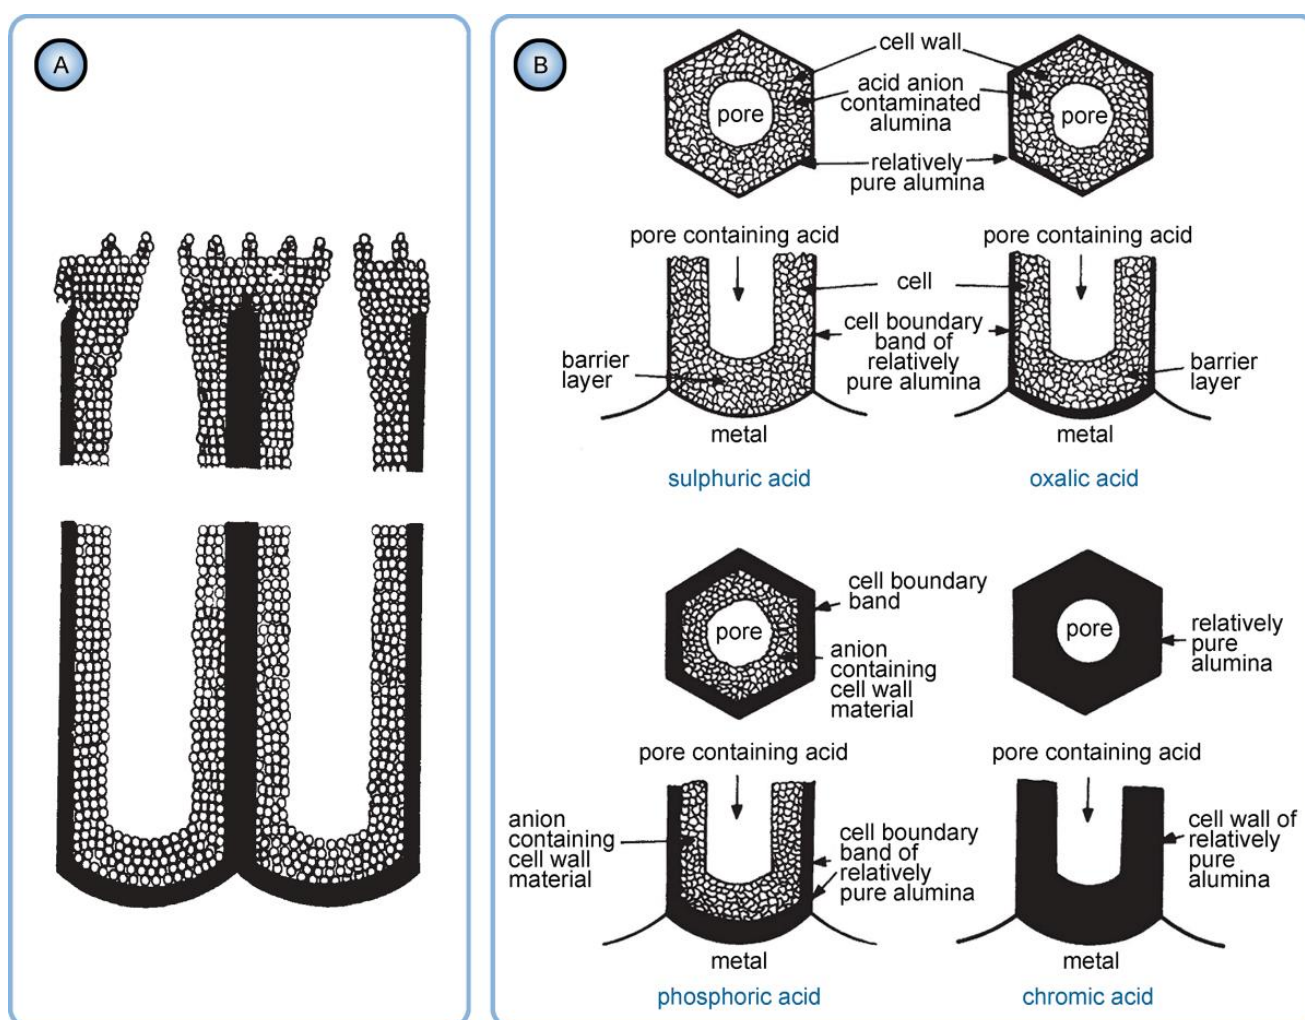 A
B
cell wall
acid anion
contaminated
alumina
pore
pore
relatively
pure alumina
pore containing acid
pore containing acid
cell
cell boundary
band of
relatively
pure alumina
barrier
layer
barrier
layer
metal
metal
sulphuric acid
oxalic acid
cell boundary
band
pore
anion
containing
cell wall
material
pore
relatively
pure
alumina
pore containing acid
pore containing acid
anion
containing
cell wall
material
cell boundary
band of
relatively
pure alumina
cell wall of
relatively
pure
alumina
metal
metal
phosphoric acid
chromic acid